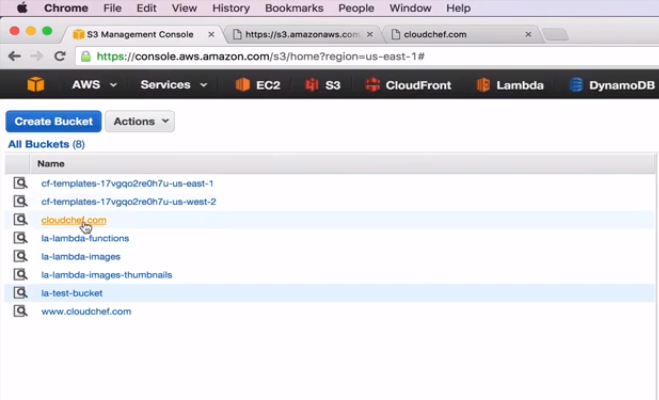 Chrome File Edit View History Bookmarks People Window Help
S3 Management Console https://s3.amazonaws.com cloudchef.com
https://console.aws.amazon.com/s3/home?region=us-east-1#
AWS Services EC2 S3 CloudFront Lambda DynamoDB
Create Bucket Actions
All Buckets (8)
Name
cf-templates-17vgqo2re0h7u-us-east-1
cf-templates-17vgqo2re0h7u-us-west-2
cloudchef.com
la-lambda-functions
la-lambda-images
la-lambda-images-thumbnails
la-test-bucket
www.cloudchef.com